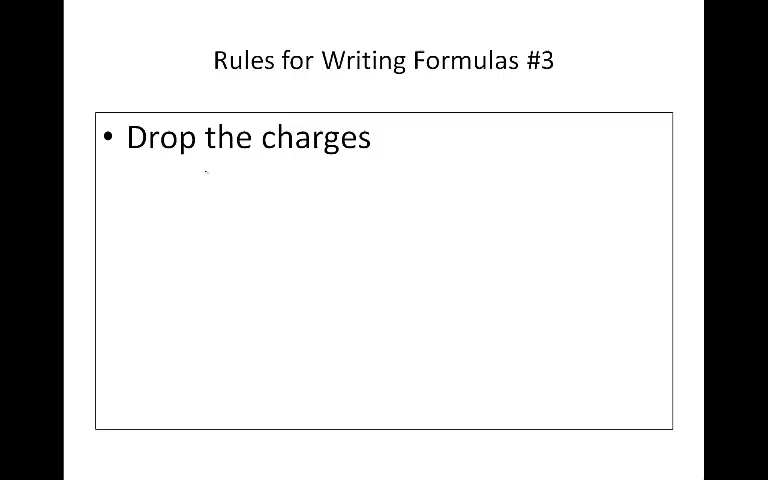 Rules for Writing Formulas #3
• Drop the charges